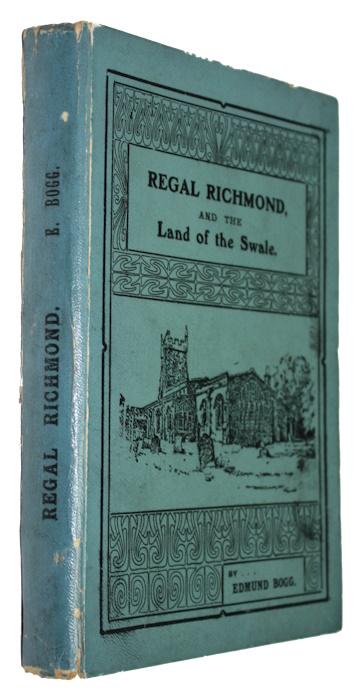 REGAL RICHMOND. E. BOGG.
REGAL RICHMOND,
AND THE
Land of the Swale.
BY...
EDMUND BOGG.